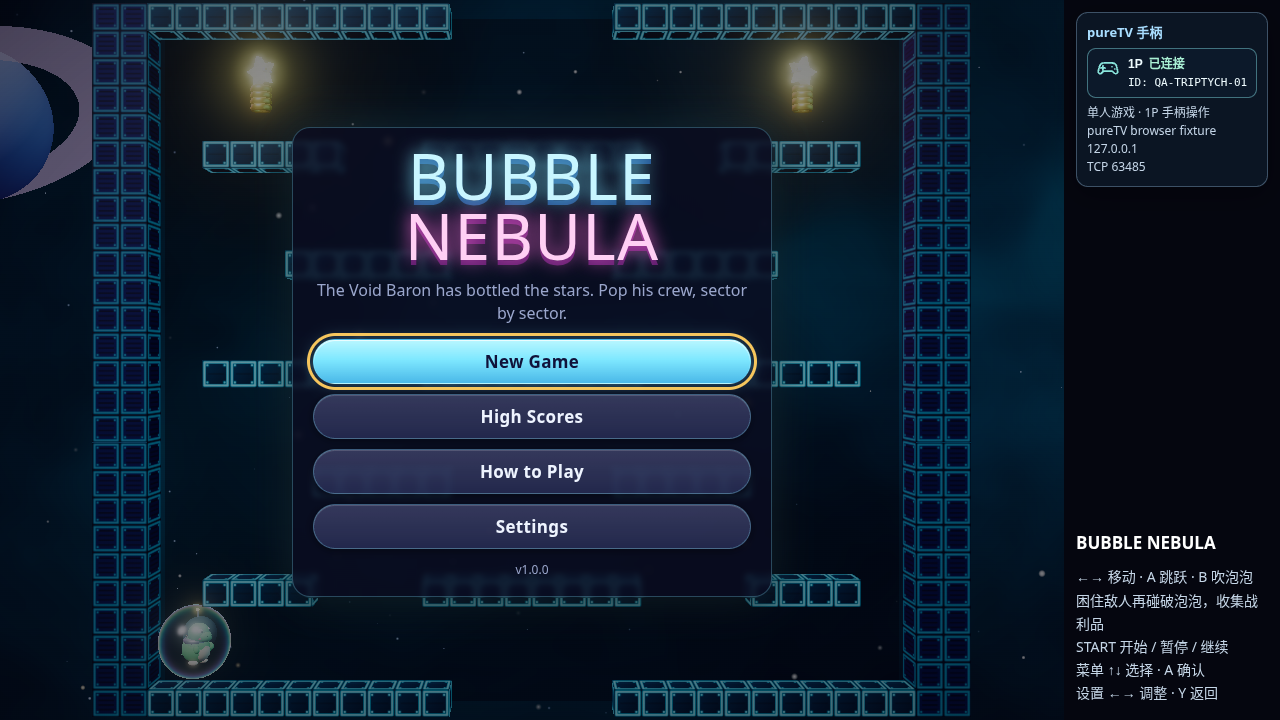 BUBBLE
NEBULA
The Void Baron has bottled the stars. Pop his crew, sector
by sector.
New Game
High Scores
How to Play
Settings
v1.0.0
pureTV 手柄
1P 已连接
ID: QA-TRIPTYCH-01
单人游戏 · 1P 手柄操作
pureTV browser fixture
127.0.0.1
TCP 63485
BUBBLE NEBULA
←→ 移动 · A 跳跃 · B 吹泡泡
困住敌人再碰破泡泡，收集战
利品
START 开始 / 暂停 / 继续
菜单 ↑↓ 选择 · A 确认
设置 ←→ 调整 · Y 返回